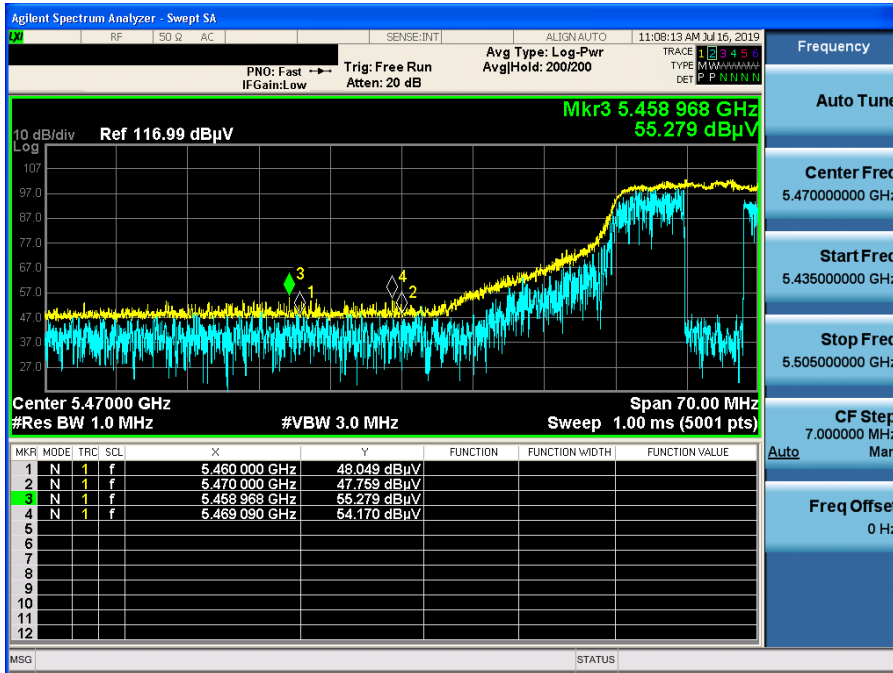 Agilent Spectrum Analyzer - Swept SA
LXI RF 50 Ω AC SENSE:INT ALIGN AUTO 11:08:13 AM Jul 16, 2019
PNO: Fast Trig: Free Run Avg Type: Log-Pwr TRACE 1 2 3 4 5 6
IFGain:Low Atten: 20 dB Avg|Hold: 200/200 TYPE M W W W W W
DET P P N N N N
Mkr3 5.458 968 GHz
55.279 dBµV
10 dB/div Ref 116.99 dBµV
Log
107
97.0
87.0
77.0
67.0
57.0
47.0
37.0
27.0
3
1
4
2
Center 5.47000 GHz Span 70.00 MHz
#Res BW 1.0 MHz #VBW 3.0 MHz Sweep 1.00 ms (5001 pts)
MKR MODE TRC SCL X Y FUNCTION FUNCTION WIDTH FUNCTION VALUE
1 N 1 f 5.460 000 GHz 48.049 dBµV
2 N 1 f 5.470 000 GHz 47.759 dBµV
3 N 1 f 5.458 968 GHz 55.279 dBµV
4 N 1 f 5.469 090 GHz 54.170 dBµV
5
6
7
8
9
10
11
12
MSG STATUS
Frequency
Auto Tune
Center Freq
5.470000000 GHz
Start Freq
5.435000000 GHz
Stop Freq
5.505000000 GHz
CF Step
7.000000 MHz
Auto Man
Freq Offset
0 Hz